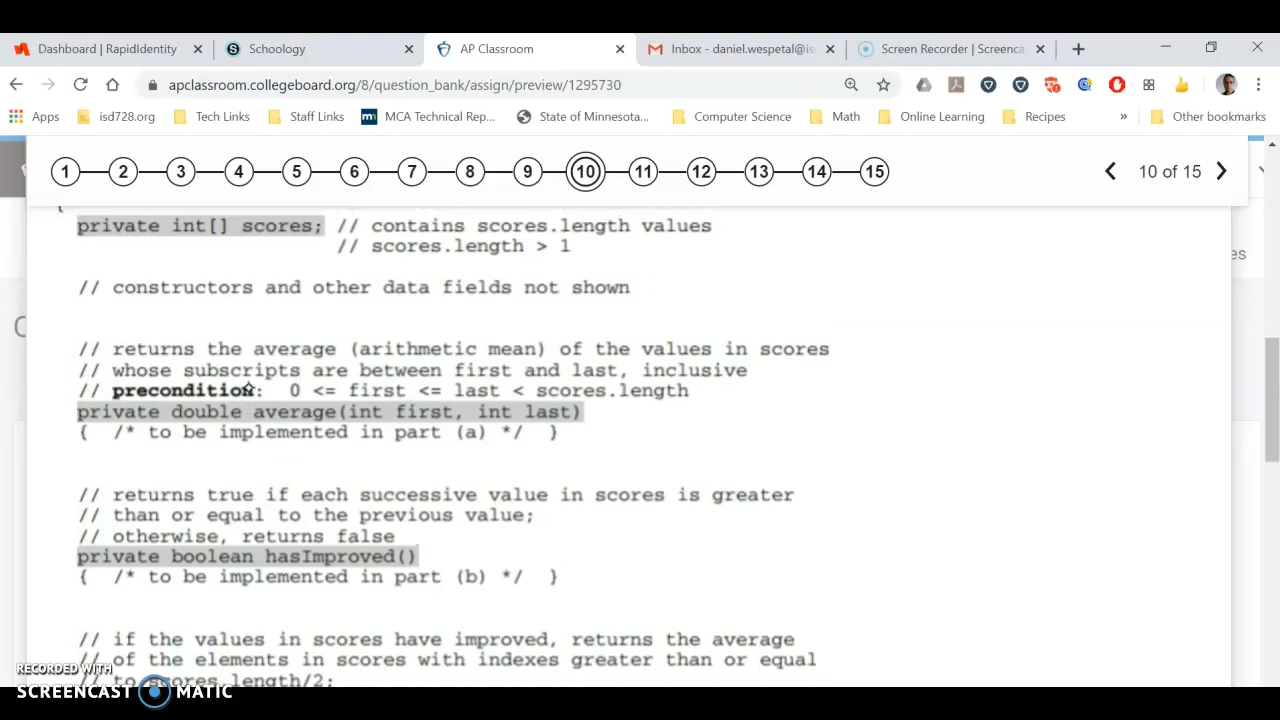 Dashboard | RapidIdentity
Schoology
AP Classroom
Inbox - daniel.wespetal@is
Screen Recorder | Screenca
apclassroom.collegeboard.org/8/question_bank/assign/preview/1295730
Apps
isd728.org
Tech Links
Staff Links
MCA Technical Rep...
State of Minnesota...
Computer Science
Math
Online Learning
Recipes
»
Other bookmarks
1 2 3 4 5 6 7 8 9 10 11 12 13 14 15
10 of 15
{
private int[] scores; // contains scores.length values
// scores.length > 1
// constructors and other data fields not shown
// returns the average (arithmetic mean) of the values in scores
// whose subscripts are between first and last, inclusive
// precondition: 0 <= first <= last < scores.length
private double average(int first, int last)
{ /* to be implemented in part (a) */ }
// returns true if each successive value in scores is greater
// than or equal to the previous value;
// otherwise, returns false
private boolean hasImproved()
{ /* to be implemented in part (b) */ }
// if the values in scores have improved, returns the average
// of the elements in scores with indexes greater than or equal
// to scores.length/2;
es
C
RECORDED WITH
SCREENCAST MATIC